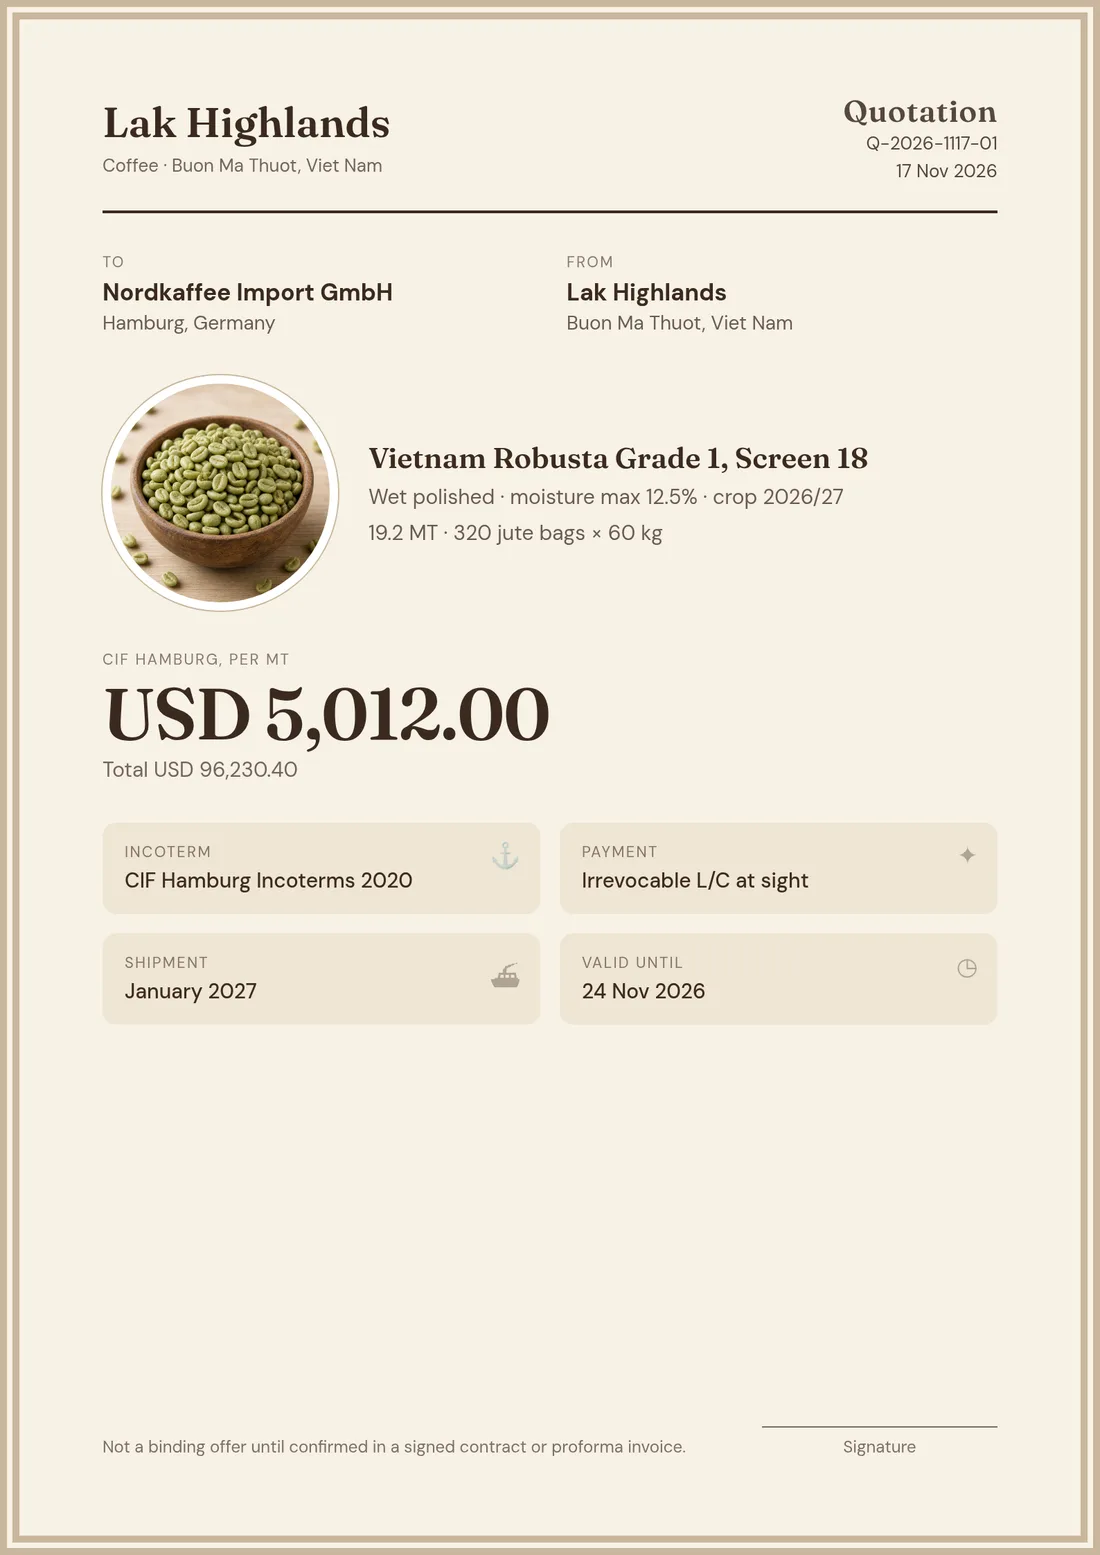 Lak Highlands
Coffee · Buon Ma Thuot, Viet Nam
Quotation
Q-2026-1117-01
17 Nov 2026
TO
Nordkaffee Import GmbH
Hamburg, Germany
FROM
Lak Highlands
Buon Ma Thuot, Viet Nam
Vietnam Robusta Grade 1, Screen 18
Wet polished · moisture max 12.5% · crop 2026/27
19.2 MT · 320 jute bags × 60 kg
CIF HAMBURG, PER MT
USD 5,012.00
Total USD 96,230.40
INCOTERM
CIF Hamburg Incoterms 2020
PAYMENT
Irrevocable L/C at sight
SHIPMENT
January 2027
VALID UNTIL
24 Nov 2026
Not a binding offer until confirmed in a signed contract or proforma invoice.
Signature